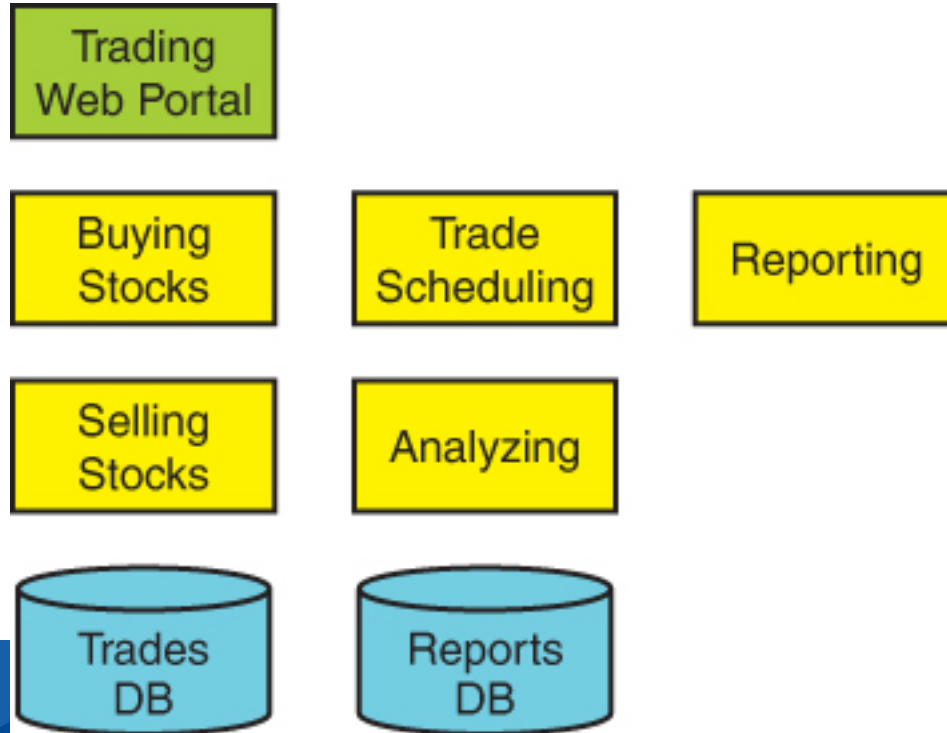 Trading
Web Portal
Buying
Stocks
Trade
Scheduling
Reporting
Selling
Stocks
Analyzing
Trades
DB
Reports
DB